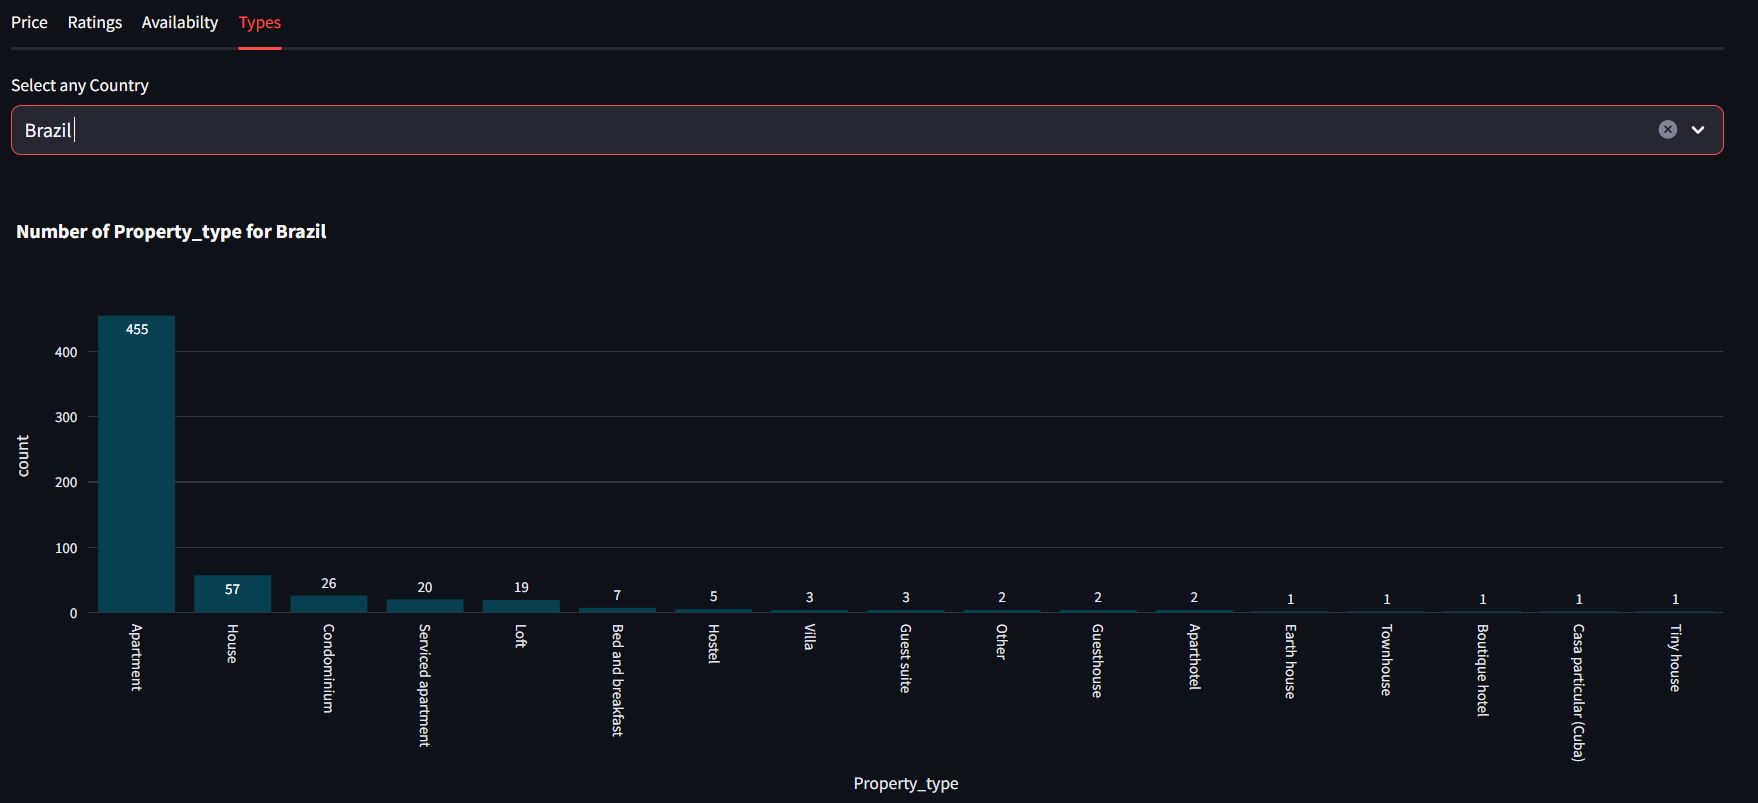 Price Ratings Availabilty Types
Select any Country
Brazil
Number of Property_type for Brazil
455
400
300
count
200
100
57 26 20 19 7 5 3 3 2 2 2 1 1 1 1 1
0
Apartment House Condominium Serviced apartment Loft Bed and breakfast Hostel Villa Guest suite Other Guesthouse Aparthotel Earth house Townhouse Boutique hotel Casa particular (Cuba) Tiny house
Property_type